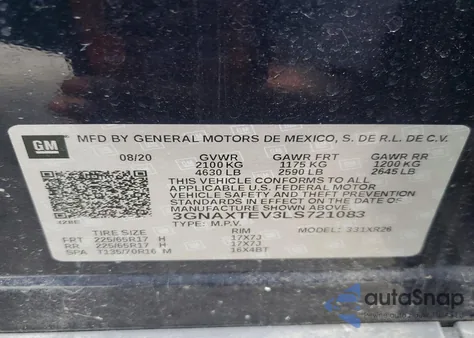 GM
MFD BY GENERAL MOTORS DE MEXICO, S. DE R.L. DE C.V.
08/20 GVWR GAWR FRT GAWR RR
2100 KG 1175 KG 1200 KG
4630 LB 2590 LB 2645 LB
THIS VEHICLE CONFORMS TO ALL
APPLICABLE U.S. FEDERAL MOTOR
VEHICLE SAFETY AND THEFT
PREVENTION STANDARDS IN EFFECT ON
THE DATE OF MANUFACTURE SHOWN ABOVE.
3GNAXTEV3LS721083
TYPE: M.P.V. MODEL: 331XR26
TIRE SIZE RIM
FRT 225/65R17 H 17X7J
RR 225/65R17 H 17X7J
SPA T135/70R16 M 16X4BT
autoSnap